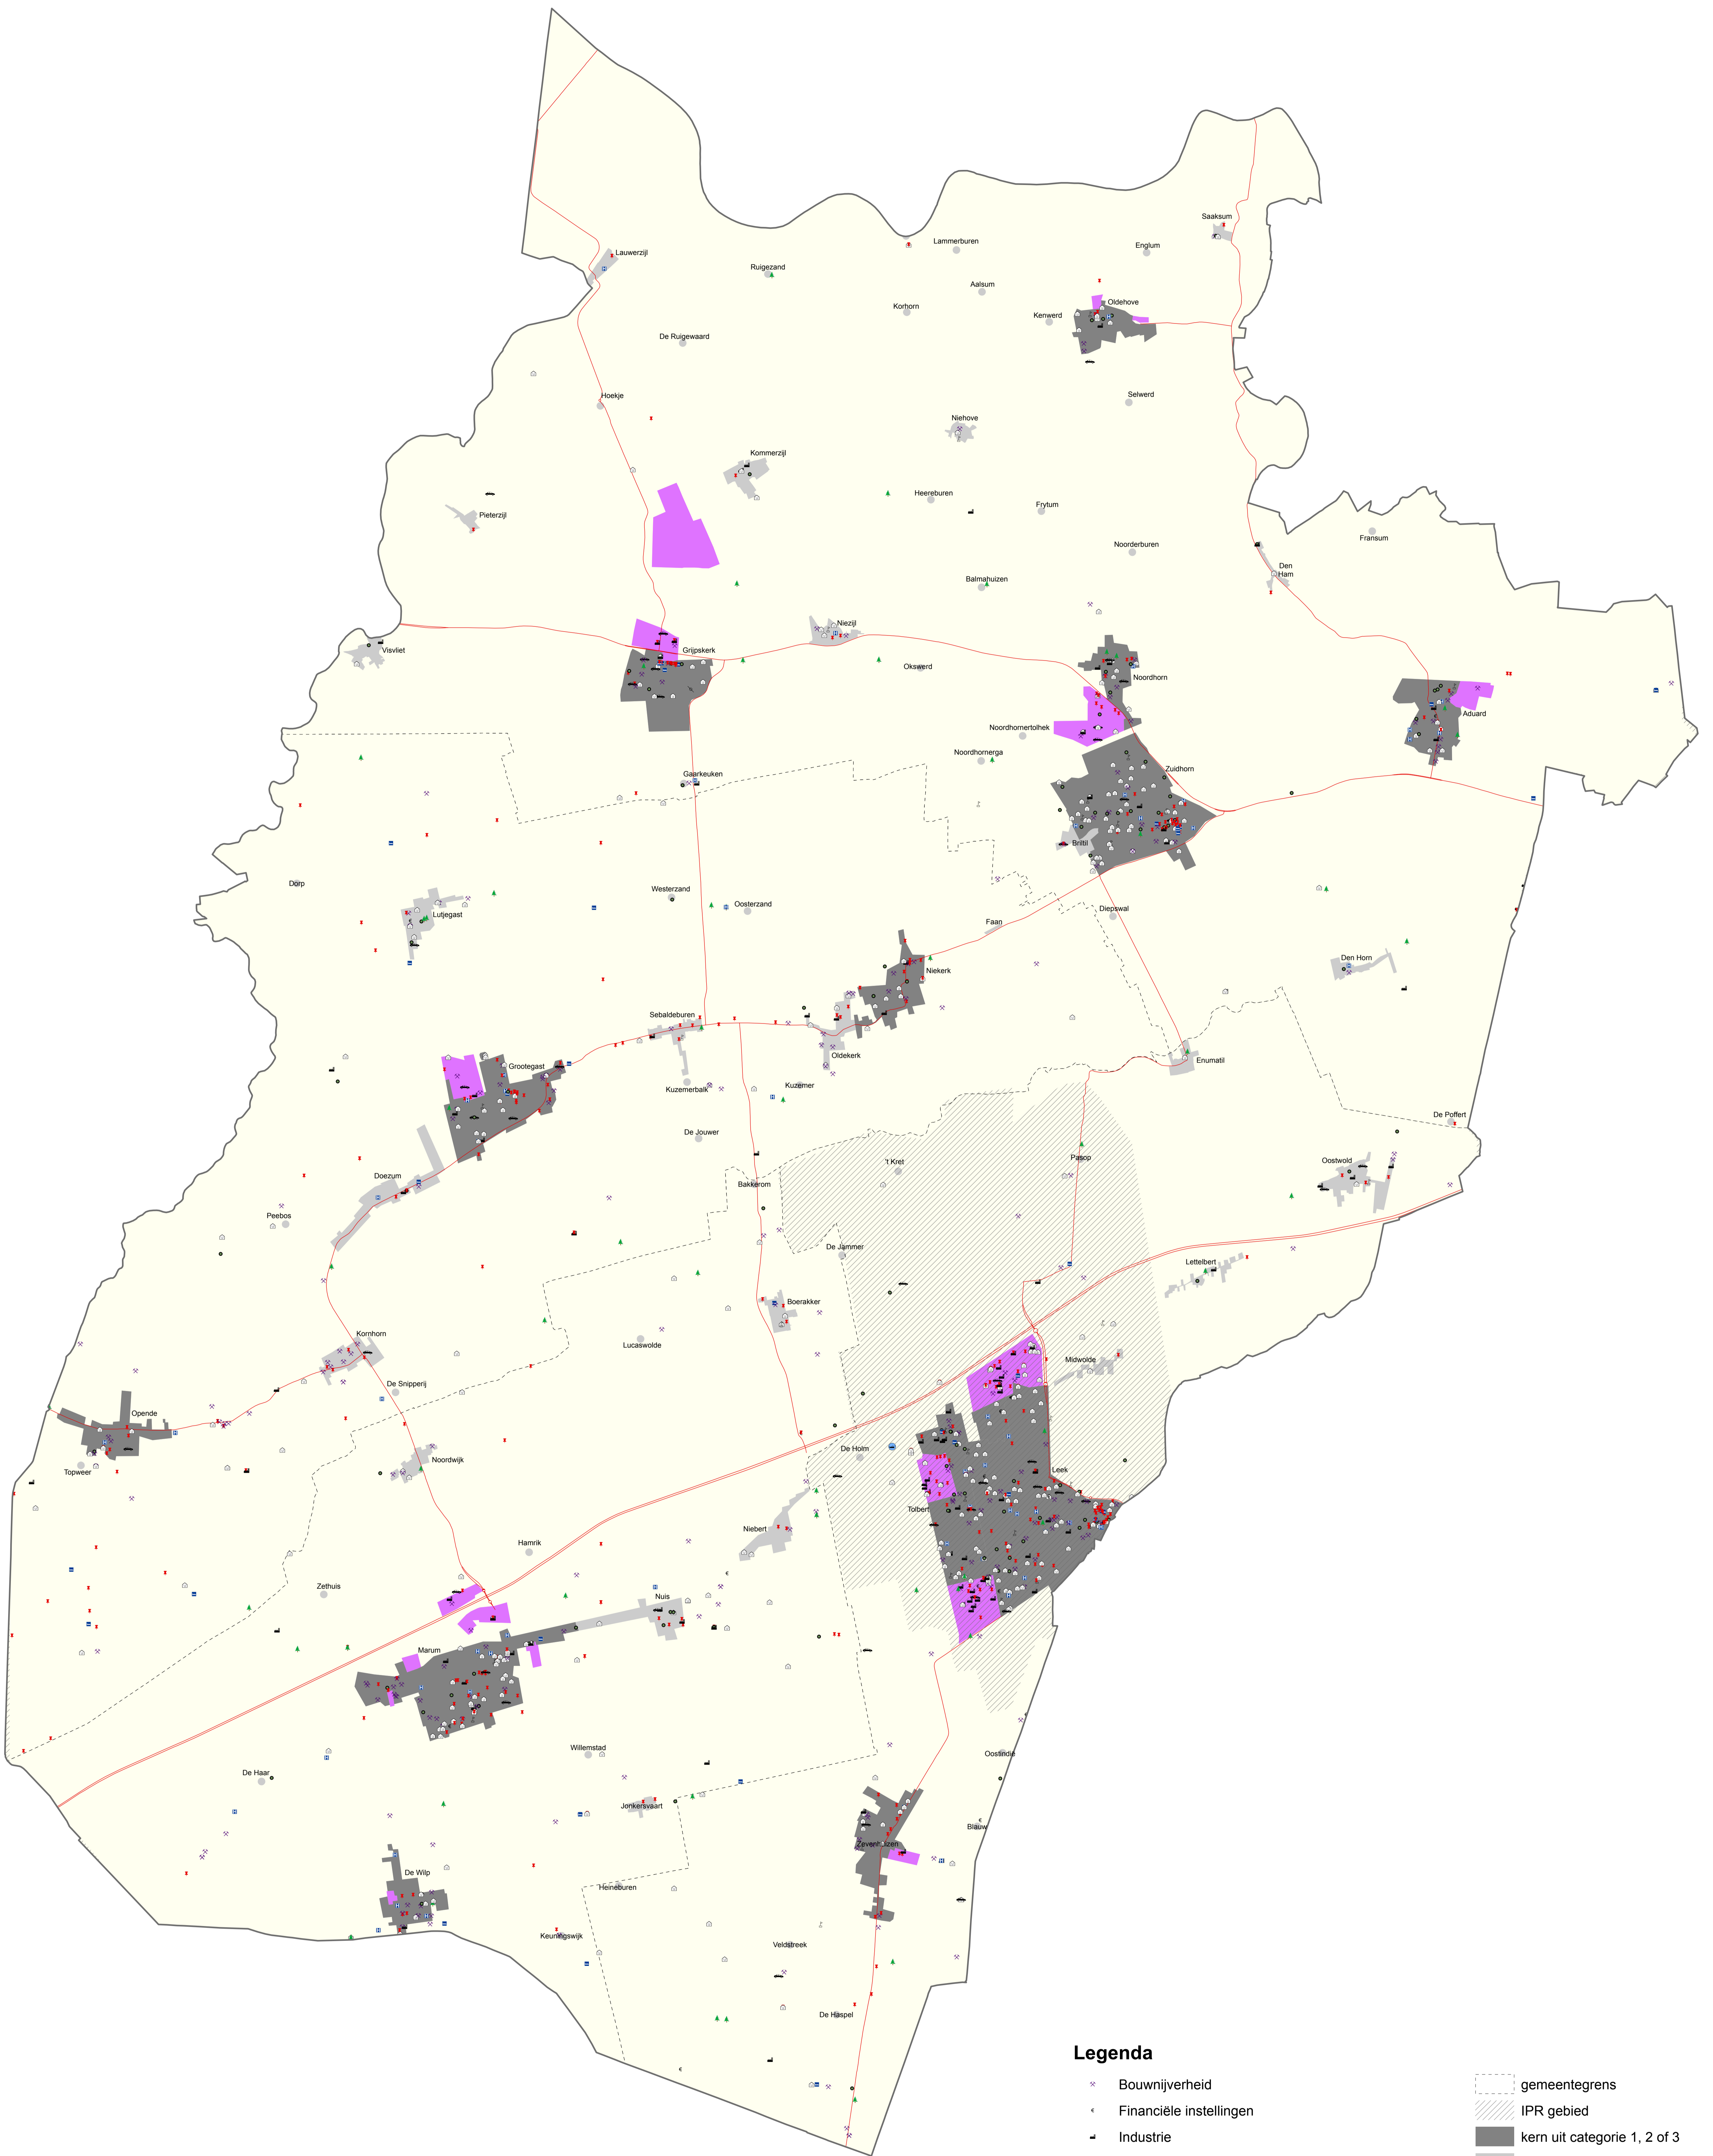 Saaksum
Lammerburen
Englum
Lauwerzijl
Ruigezand
Aalsum
Oldehove
Korhorn
Kenwerd
De Ruigewaard
Hoekje
Selwerd
Niehove
Kommerzijl
Heereburen
Frytum
Pieterzijl
Fransum
Noorderburen
Den
Ham
Balmahuizen
Niezijl
Visvliet
Grijpskerk
Okswerd
Noordhorn
Aduard
Noordhornertolhek
Noordhornerga
Zuidhorn
Gaarkeuken
Briltil
Dorp
Westerzand
Oosterzand
Diepswal
Lutjegast
Faan
Den Horn
Niekerk
Sebaldeburen
Oldekerk
Enumatil
Grootegast
Kuzemerbalk
Kuzemer
De Poffert
De Jouwer
't Kret
Pasop
Oostwold
Doezum
Bakkerom
Peebos
De Jammer
Lettelbert
Boerakker
Kornhorn
Lucaswolde
Midwolde
De Snipperij
Opende
De Holm
Noordwijk
Topweer
Leek
Tolbert
Niebert
Hamrik
Zethuis
Nuis
Marum
Willemstad
Oostindië
De Haar
Jonkersvaart
Blauw
Zevenhuizen
De Wilp
Heineburen
Keuningswijk
Veldstreek
De Haspel
Legenda
Bouwnijverheid
gemeentegrens
Financiële instellingen
IPR gebied
Industrie
kern uit categorie 1, 2 of 3